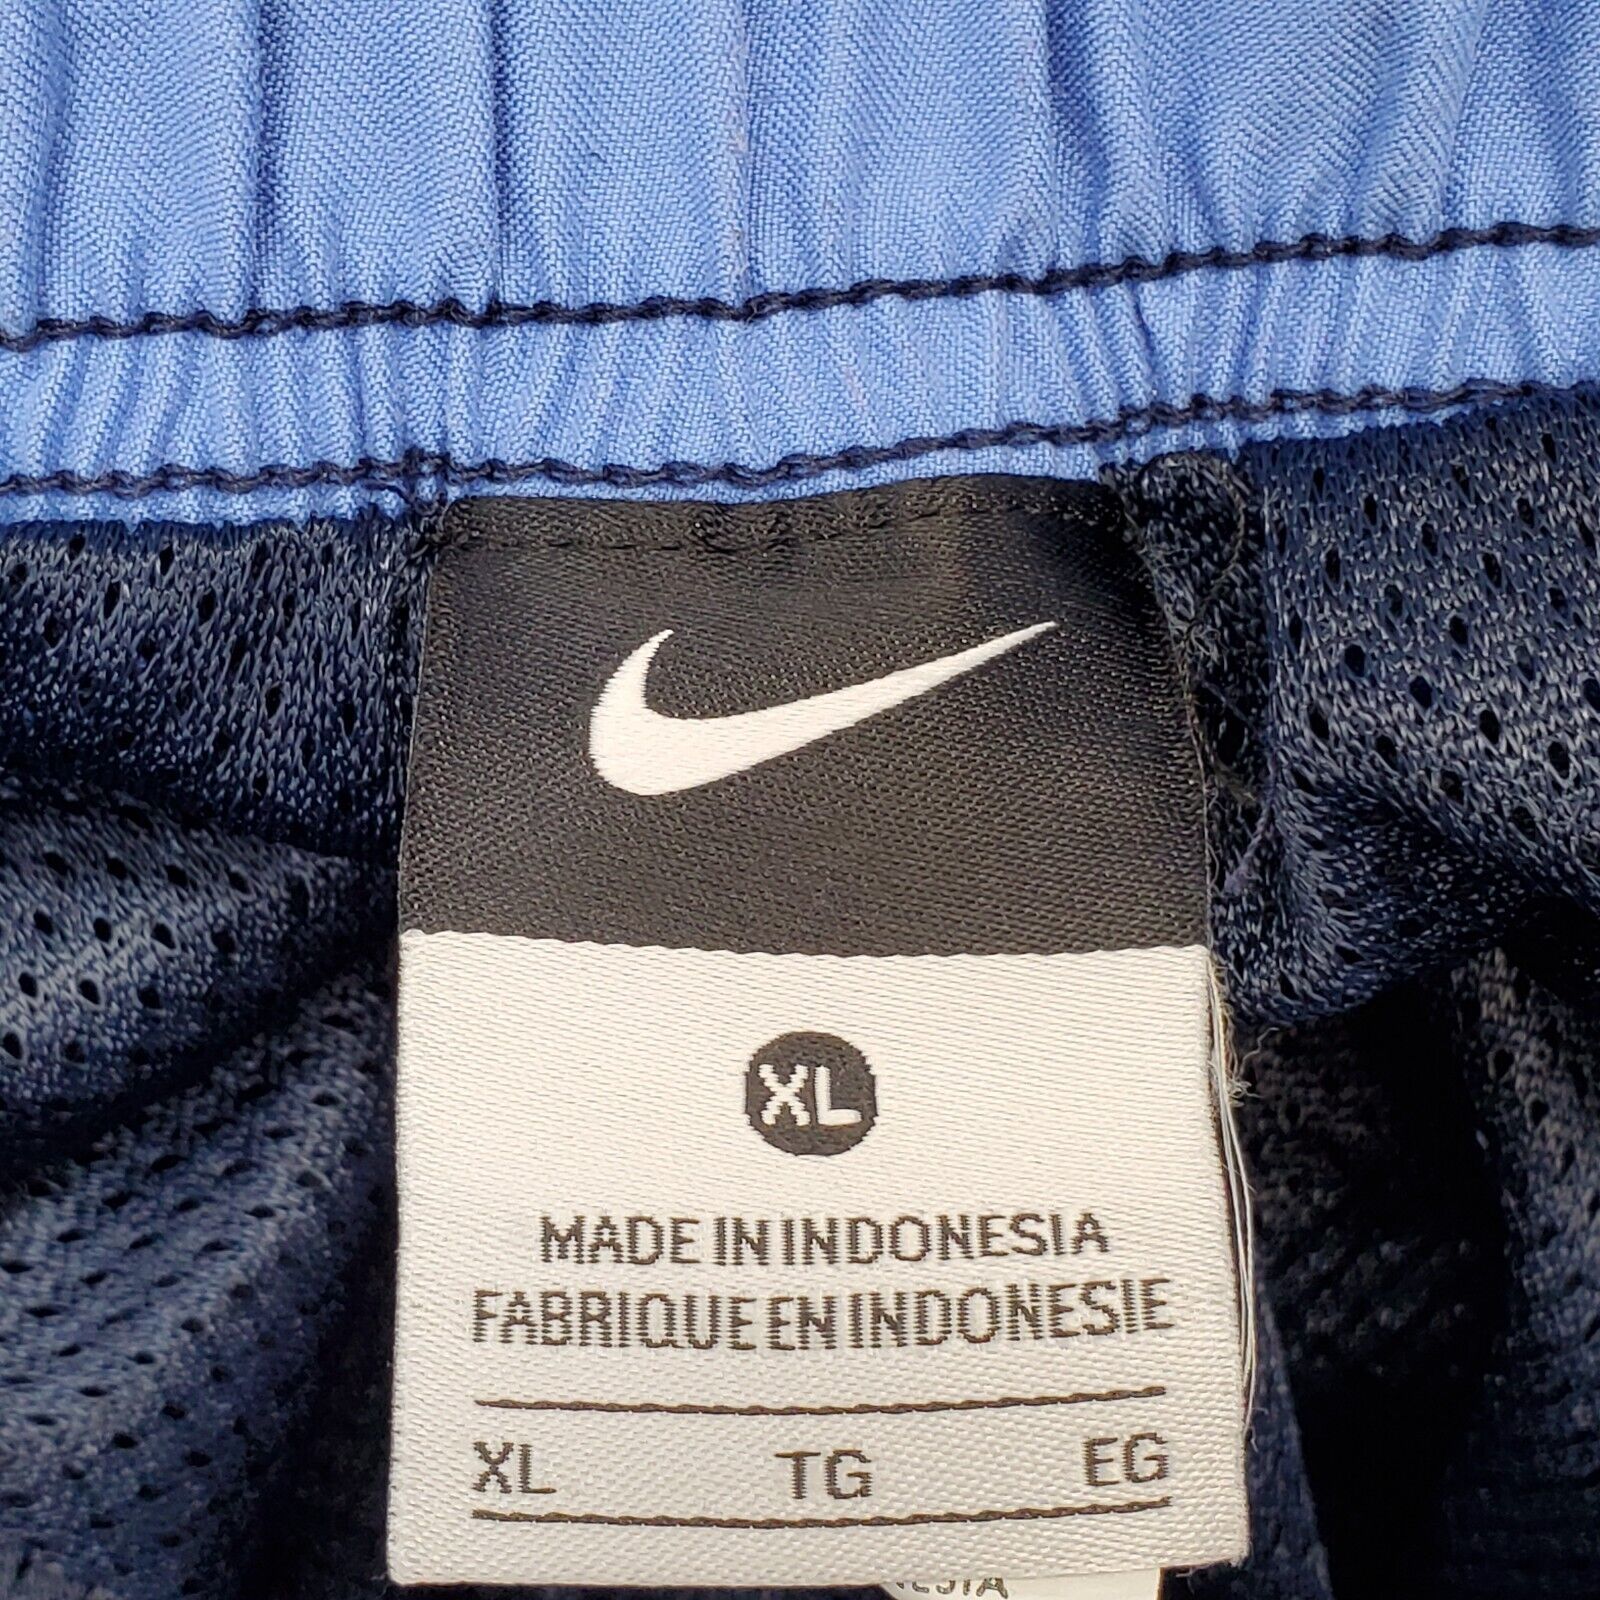 XL
MADE IN INDONESIA
FABRIQUE EN INDONESIE
XL TG EG